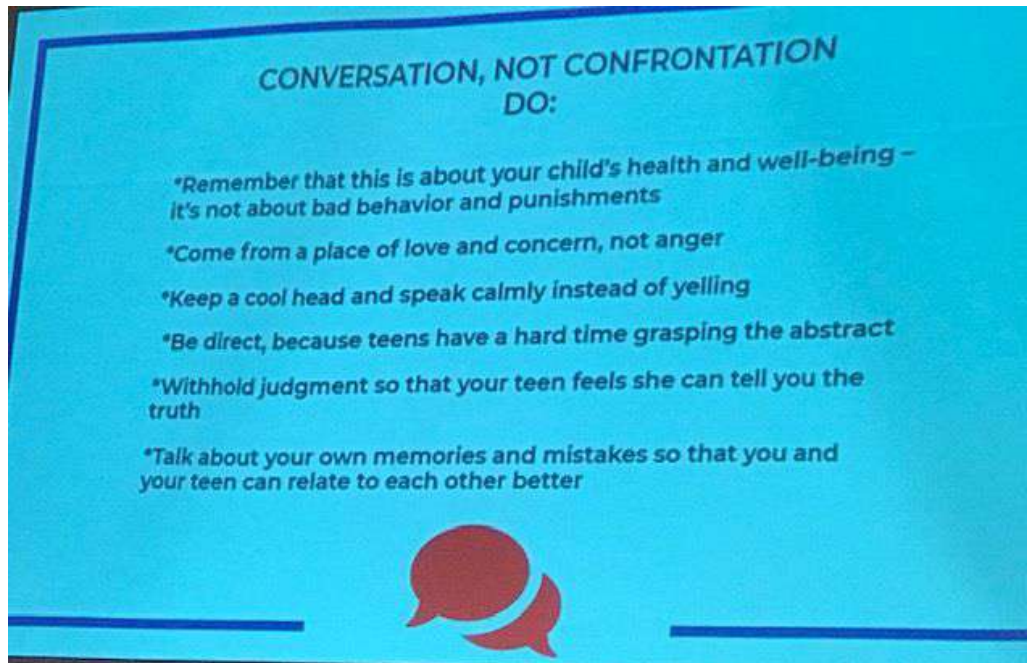 CONVERSATION, NOT CONFRONTATION
DO:
*Remember that this is about your child's health and well-being –
it's not about bad behavior and punishments
*Come from a place of love and concern, not anger
*Keep a cool head and speak calmly instead of yelling
*Be direct, because teens have a hard time grasping the abstract
*Withhold judgment so that your teen feels she can tell you the
truth
*Talk about your own memories and mistakes so that you and
your teen can relate to each other better